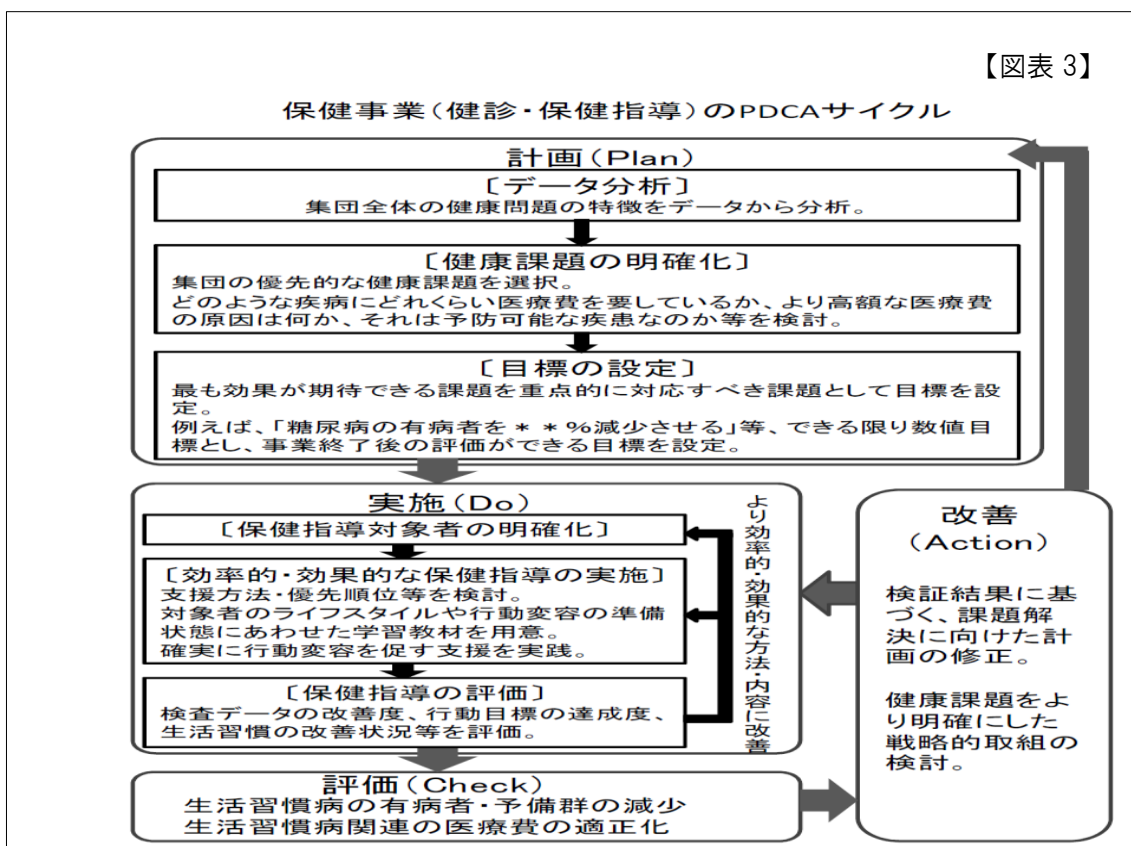 【図表 3】
保健事業(健診・保健指導)のPDCAサイクル
計画(Plan)
〔データ分析〕
集団全体の健康問題の特徴をデータから分析。
〔健康課題の明確化〕
集団の優先的な健康課題を選択。
どのような疾病にどれくらい医療費を要しているか、より高額な医療費
の原因は何か、それは予防可能な疾患なのか等を検討。
〔目標の設定〕
最も効果が期待できる課題を重点的に対応すべき課題として目標を設
定。
例えば、「糖尿病の有病者を＊＊%減少させる」等、できる限り数値目
標とし、事業終了後の評価ができる目標を設定。
実施(Do)
〔保健指導対象者の明確化〕
〔効率的・効果的な保健指導の実施〕
支援方法・優先順位等を検討。
対象者のライフスタイルや行動変容の準備
状態にあわせた学習教材を用意。
確実に行動変容を促す支援を実践。
〔保健指導の評価〕
検査データの改善度、行動目標の達成度、
生活習慣の改善状況等を評価。
より効率的・効果的な方法・内容に改善
評価(Check)
生活習慣病の有病者・予備群の減少
生活習慣病関連の医療費の適正化
改善
(Action)
検証結果に基
づく、課題解
決に向けた計
画の修正。
健康課題をよ
り明確にした
戦略的取組の
検討。